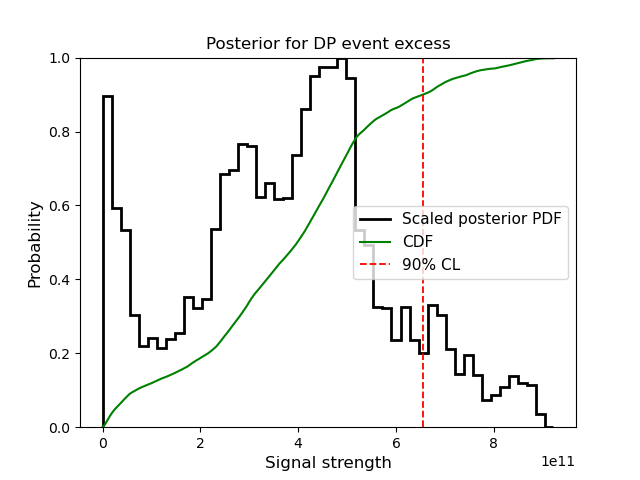 Posterior for DP event excess
Probability
1.0
0.8
0.6
0.4
0.2
0.0
Scaled posterior PDF
CDF
90% CL
0 2 4 6 8
1e11
Signal strength